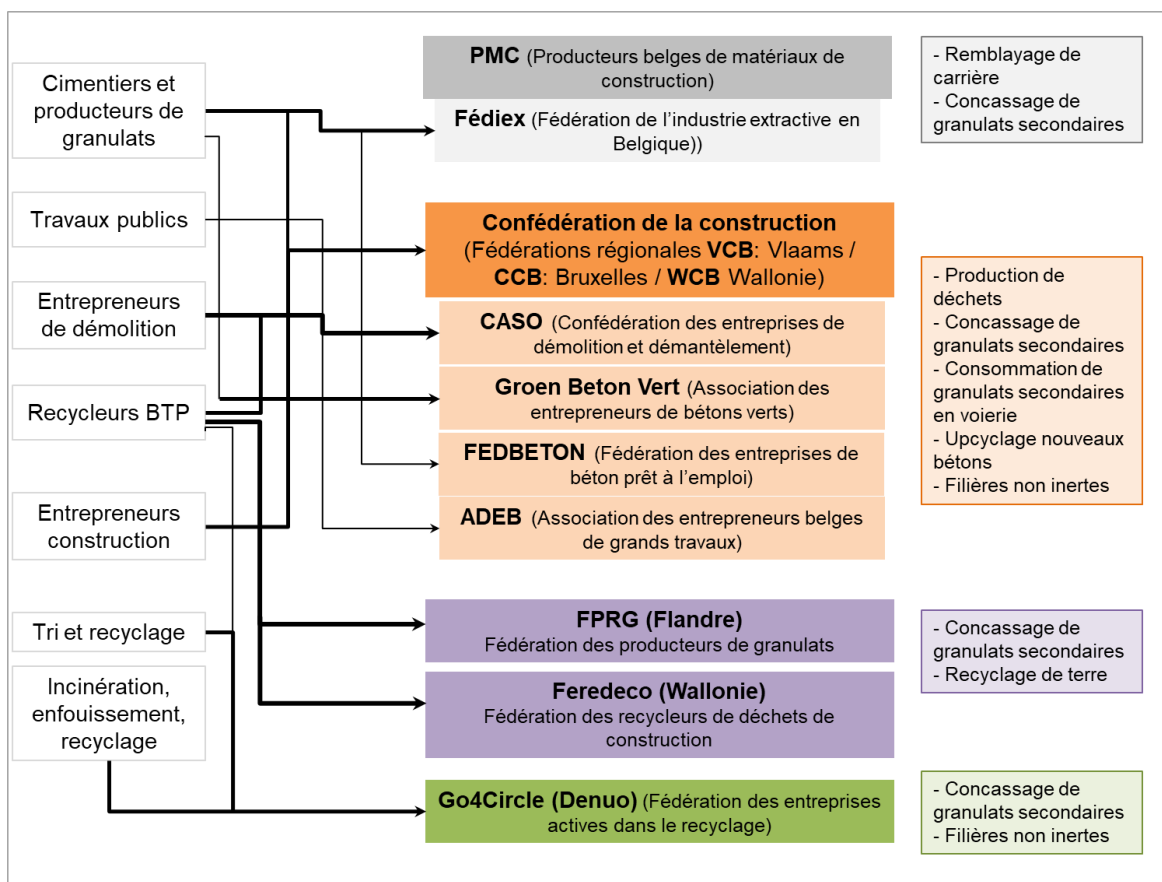 Cimentiers et
producteurs de
granulats
Travaux publics
Entrepreneurs
de démolition
Recycleurs BTP
Entrepreneurs
construction
Tri et recyclage
Incinération,
enfouissement,
recyclage
PMC (Producteurs belges de matériaux de
construction)
Fédiex (Fédération de l’industrie extractive en
Belgique))
Confédération de la construction
(Fédérations régionales VCB: Vlaams /
CCB: Bruxelles / WCB Wallonie)
CASO (Confédération des entreprises de
démolition et démantèlement)
Groen Beton Vert (Association des
entrepreneurs de bétons verts)
FEDBETON (Fédération des entreprises de
béton prêt à l’emploi)
ADEB (Association des entrepreneurs belges
de grands travaux)
FPRG (Flandre)
Fédération des producteurs de granulats
Feredeco (Wallonie)
Fédération des recycleurs de déchets de
construction
Go4Circle (Denuo) (Fédération des entreprises
actives dans le recyclage)
- Remblayage de
carrière
- Concassage de
granulats secondaires
- Production de
déchets
- Concassage de
granulats secondaires
- Consommation de
granulats secondaires
en voierie
- Upcyclage nouveaux
bétons
- Filières non inertes
- Concassage de
granulats secondaires
- Recyclage de terre
- Concassage de
granulats secondaires
- Filières non inertes